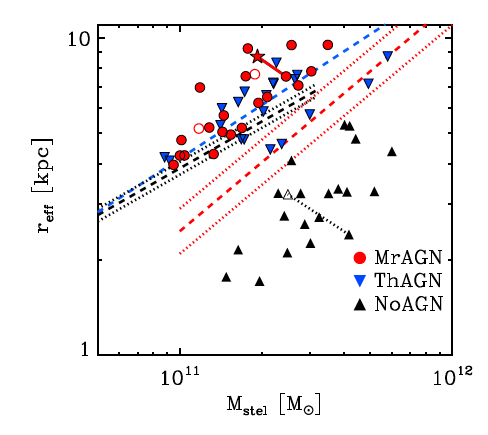 10
r_eff [kpc]
MrAGN
ThAGN
NoAGN
1
10^11
10^12
M_stel [M_⊙]